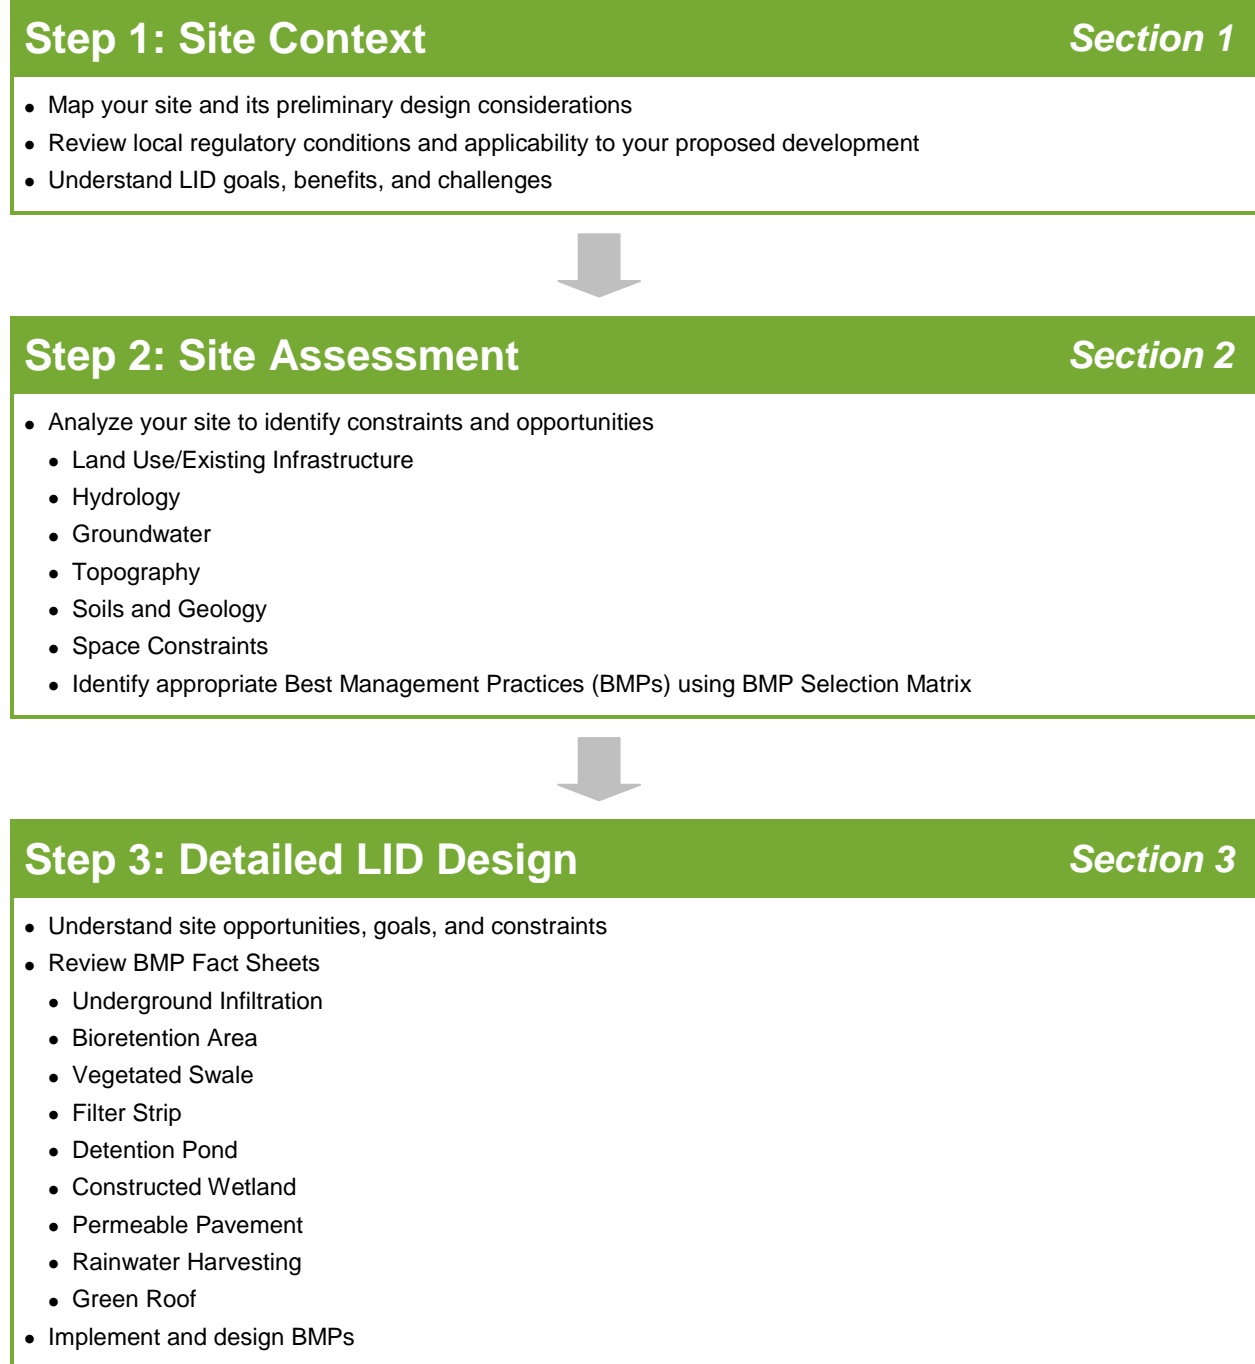 Step 1: Site Context Section 1
• Map your site and its preliminary design considerations
• Review local regulatory conditions and applicability to your proposed development
• Understand LID goals, benefits, and challenges
Step 2: Site Assessment Section 2
• Analyze your site to identify constraints and opportunities
• Land Use/Existing Infrastructure
• Hydrology
• Groundwater
• Topography
• Soils and Geology
• Space Constraints
• Identify appropriate Best Management Practices (BMPs) using BMP Selection Matrix
Step 3: Detailed LID Design Section 3
• Understand site opportunities, goals, and constraints
• Review BMP Fact Sheets
• Underground Infiltration
• Bioretention Area
• Vegetated Swale
• Filter Strip
• Detention Pond
• Constructed Wetland
• Permeable Pavement
• Rainwater Harvesting
• Green Roof
• Implement and design BMPs